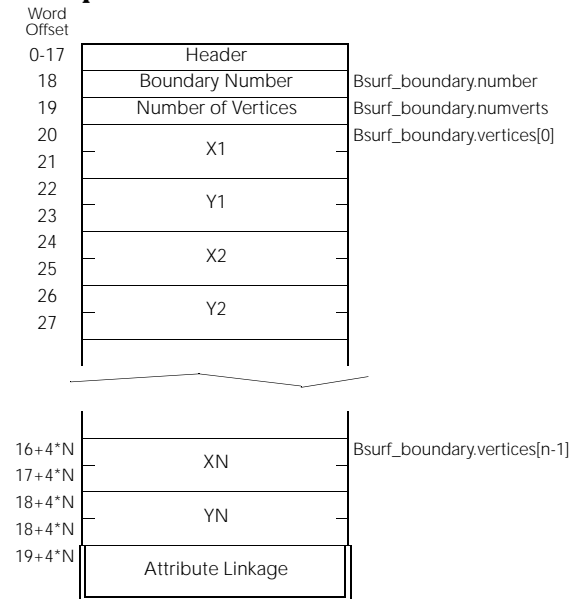 Word
Offset
0-17 Header
18 Boundary Number Bsurf_boundary.number
19 Number of Vertices Bsurf_boundary.numverts
20 Bsurf_boundary.vertices[0]
X1
21
22
Y1
23
24
X2
25
26
Y2
27
16+4*N Bsurf_boundary.vertices[n-1]
XN
17+4*N
18+4*N
YN
18+4*N
19+4*N
Attribute Linkage